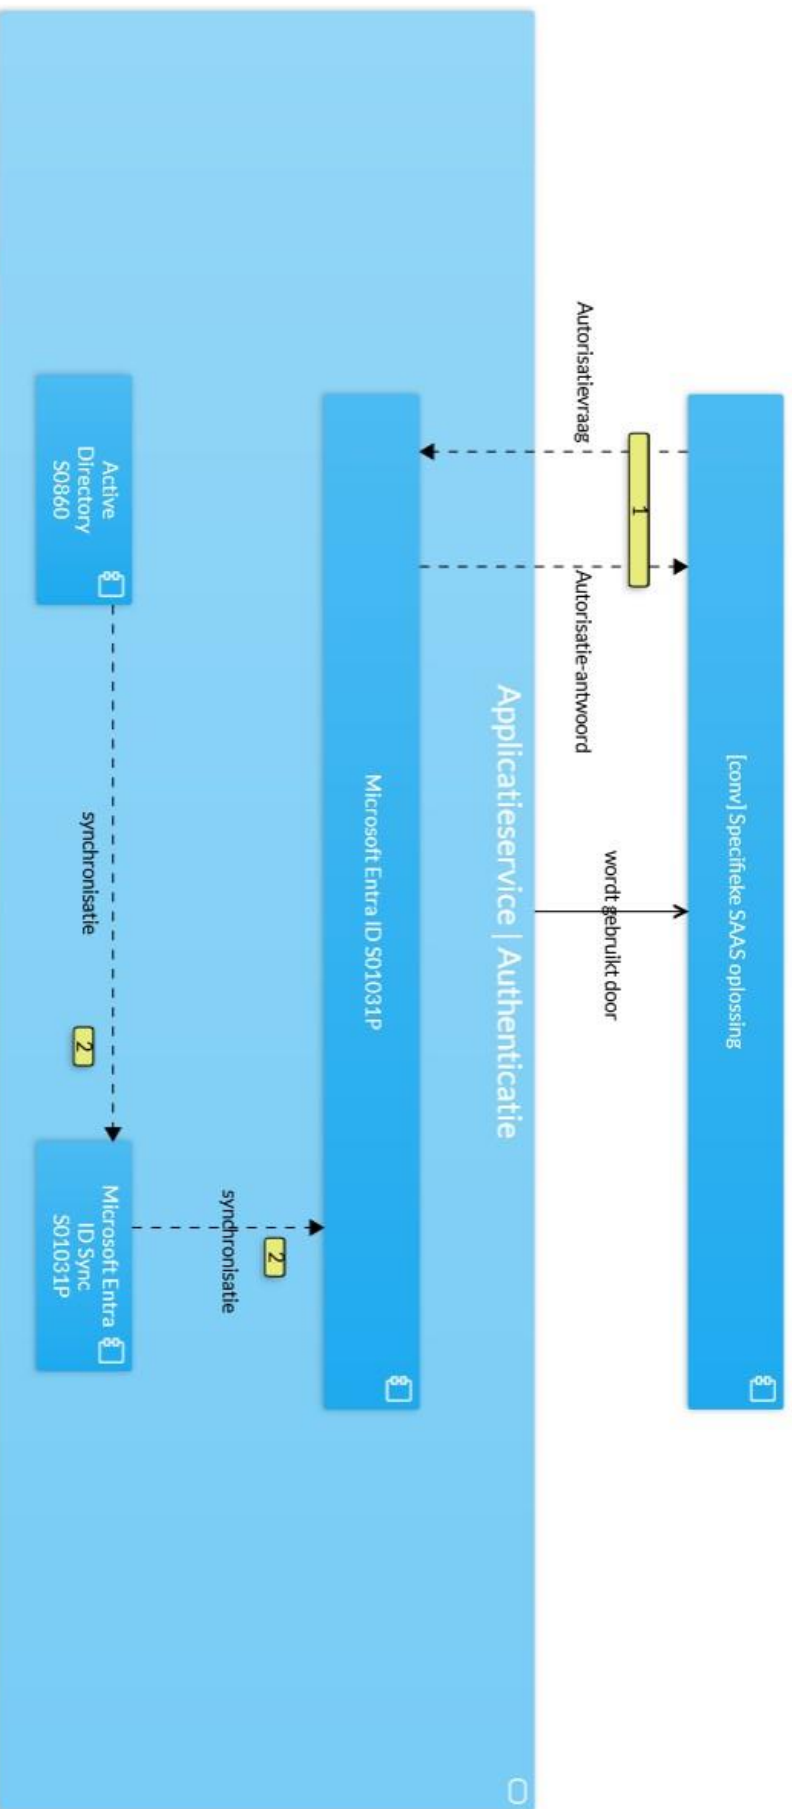 [conv] Specifieke SAAS oplossing
Autorisatievraag
1
Autorisatie-antwoord
wordt gebruikt door
Applicatieservice | Authenticatie
Microsoft Entra ID S01031P
synchronisatie
2
Active
Directory
S0860
synchronisatie
2
Microsoft Entra
ID Sync
S01031P